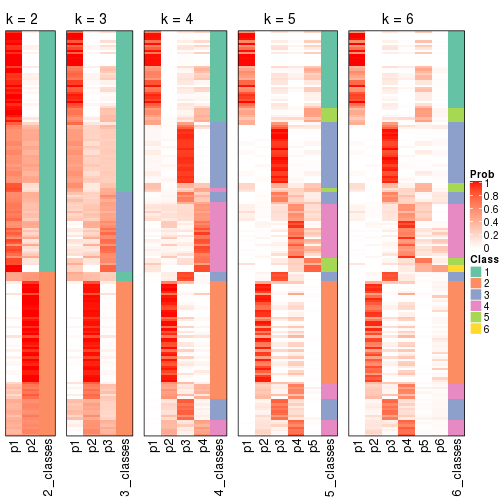 k = 2
k = 3
k = 4
k = 5
k = 6
Prob
1
0.8
0.6
0.4
0.2
0
Class
1
2
3
4
5
6
p1
p2
2_classes
p1
p2
p3
3_classes
p1
p2
p3
p4
4_classes
p1
p2
p3
p4
p5
5_classes
p1
p2
p3
p4
p5
p6
6_classes